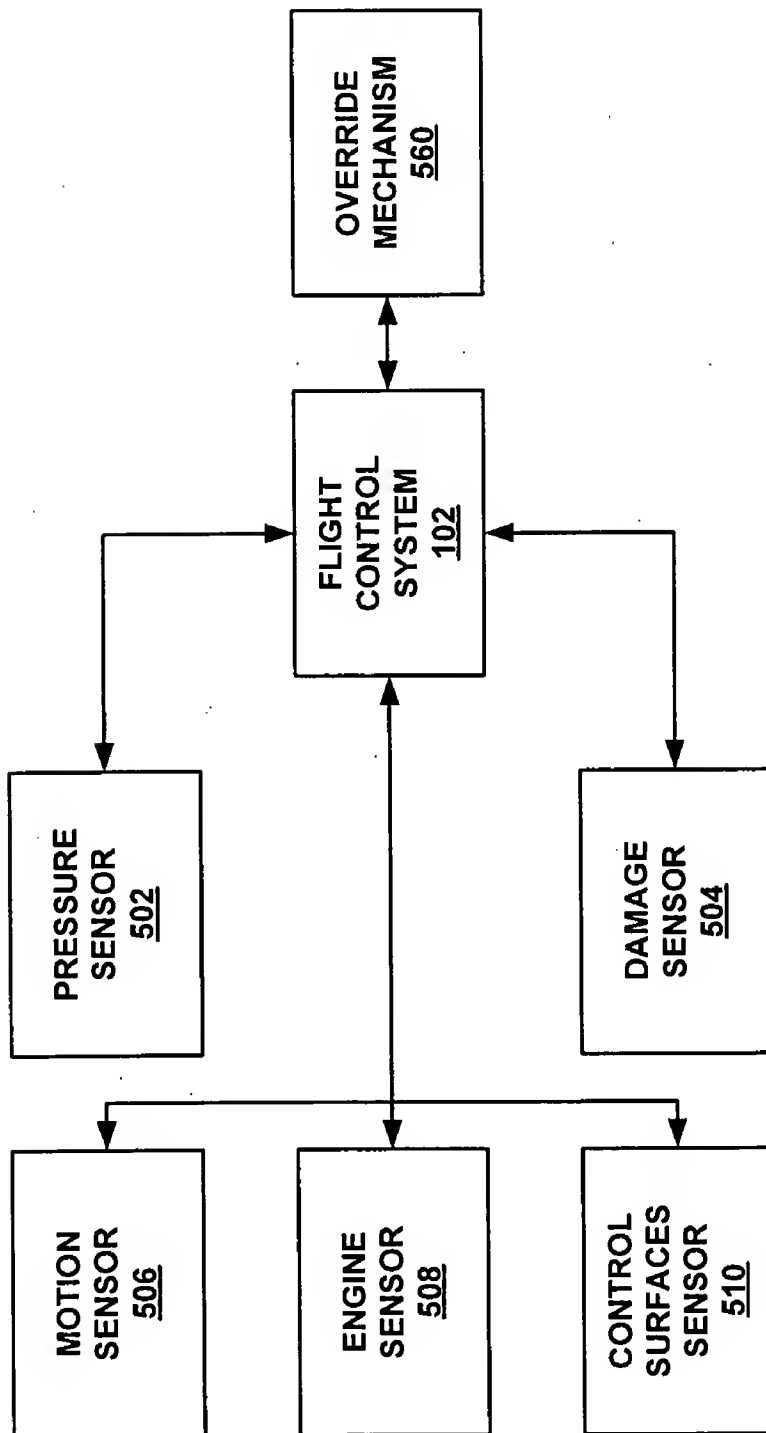 MOTION
SENSOR
506
PRESSURE
SENSOR
502
ENGINE
SENSOR
508
FLIGHT
CONTROL
SYSTEM
102
OVERRIDE
MECHANISM
560
CONTROL
SURFACES
SENSOR
510
DAMAGE
SENSOR
504